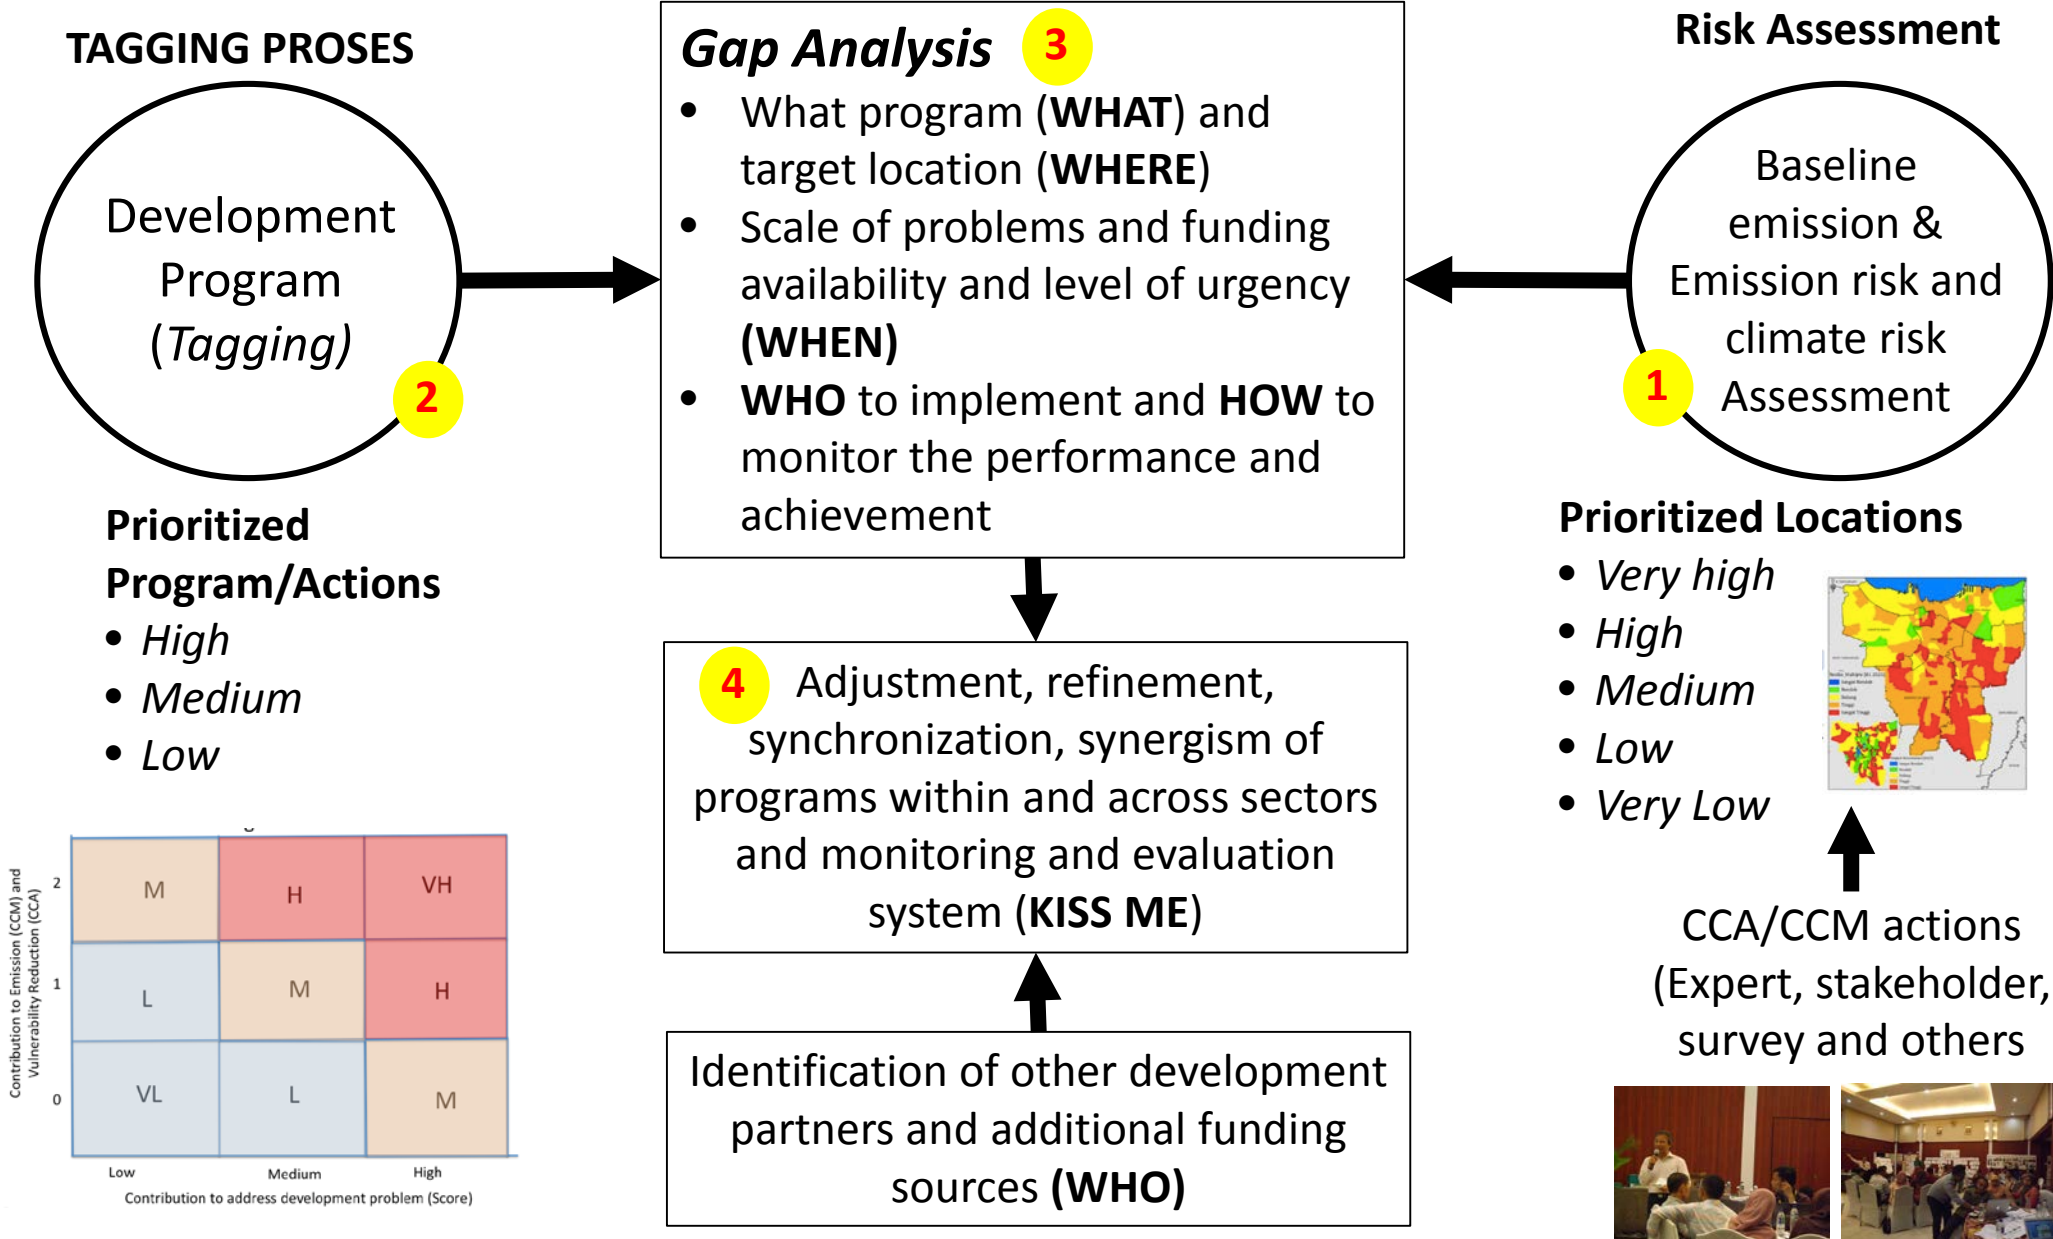 TAGGING PROSES
Development
Program
(Tagging)
2
Prioritized
Program/Actions
• High
• Medium
• Low
Contribution to Emission (CCM) and
Vulnerability Reduction (CCA)
2
M
H
VH
1
L
M
H
0
VL
L
M
Low
Medium
High
Contribution to address development problem (Score)
Gap Analysis
3
• What program (WHAT) and
target location (WHERE)
• Scale of problems and funding
availability and level of urgency
(WHEN)
• WHO to implement and HOW to
monitor the performance and
achievement
4
Adjustment, refinement,
synchronization, synergism of
programs within and across sectors
and monitoring and evaluation
system (KISS ME)
Identification of other development
partners and additional funding
sources (WHO)
Risk Assessment
Baseline
emission &
Emission risk and
climate risk
Assessment
1
Prioritized Locations
• Very high
• High
• Medium
• Low
• Very Low
CCA/CCM actions
(Expert, stakeholder,
survey and others